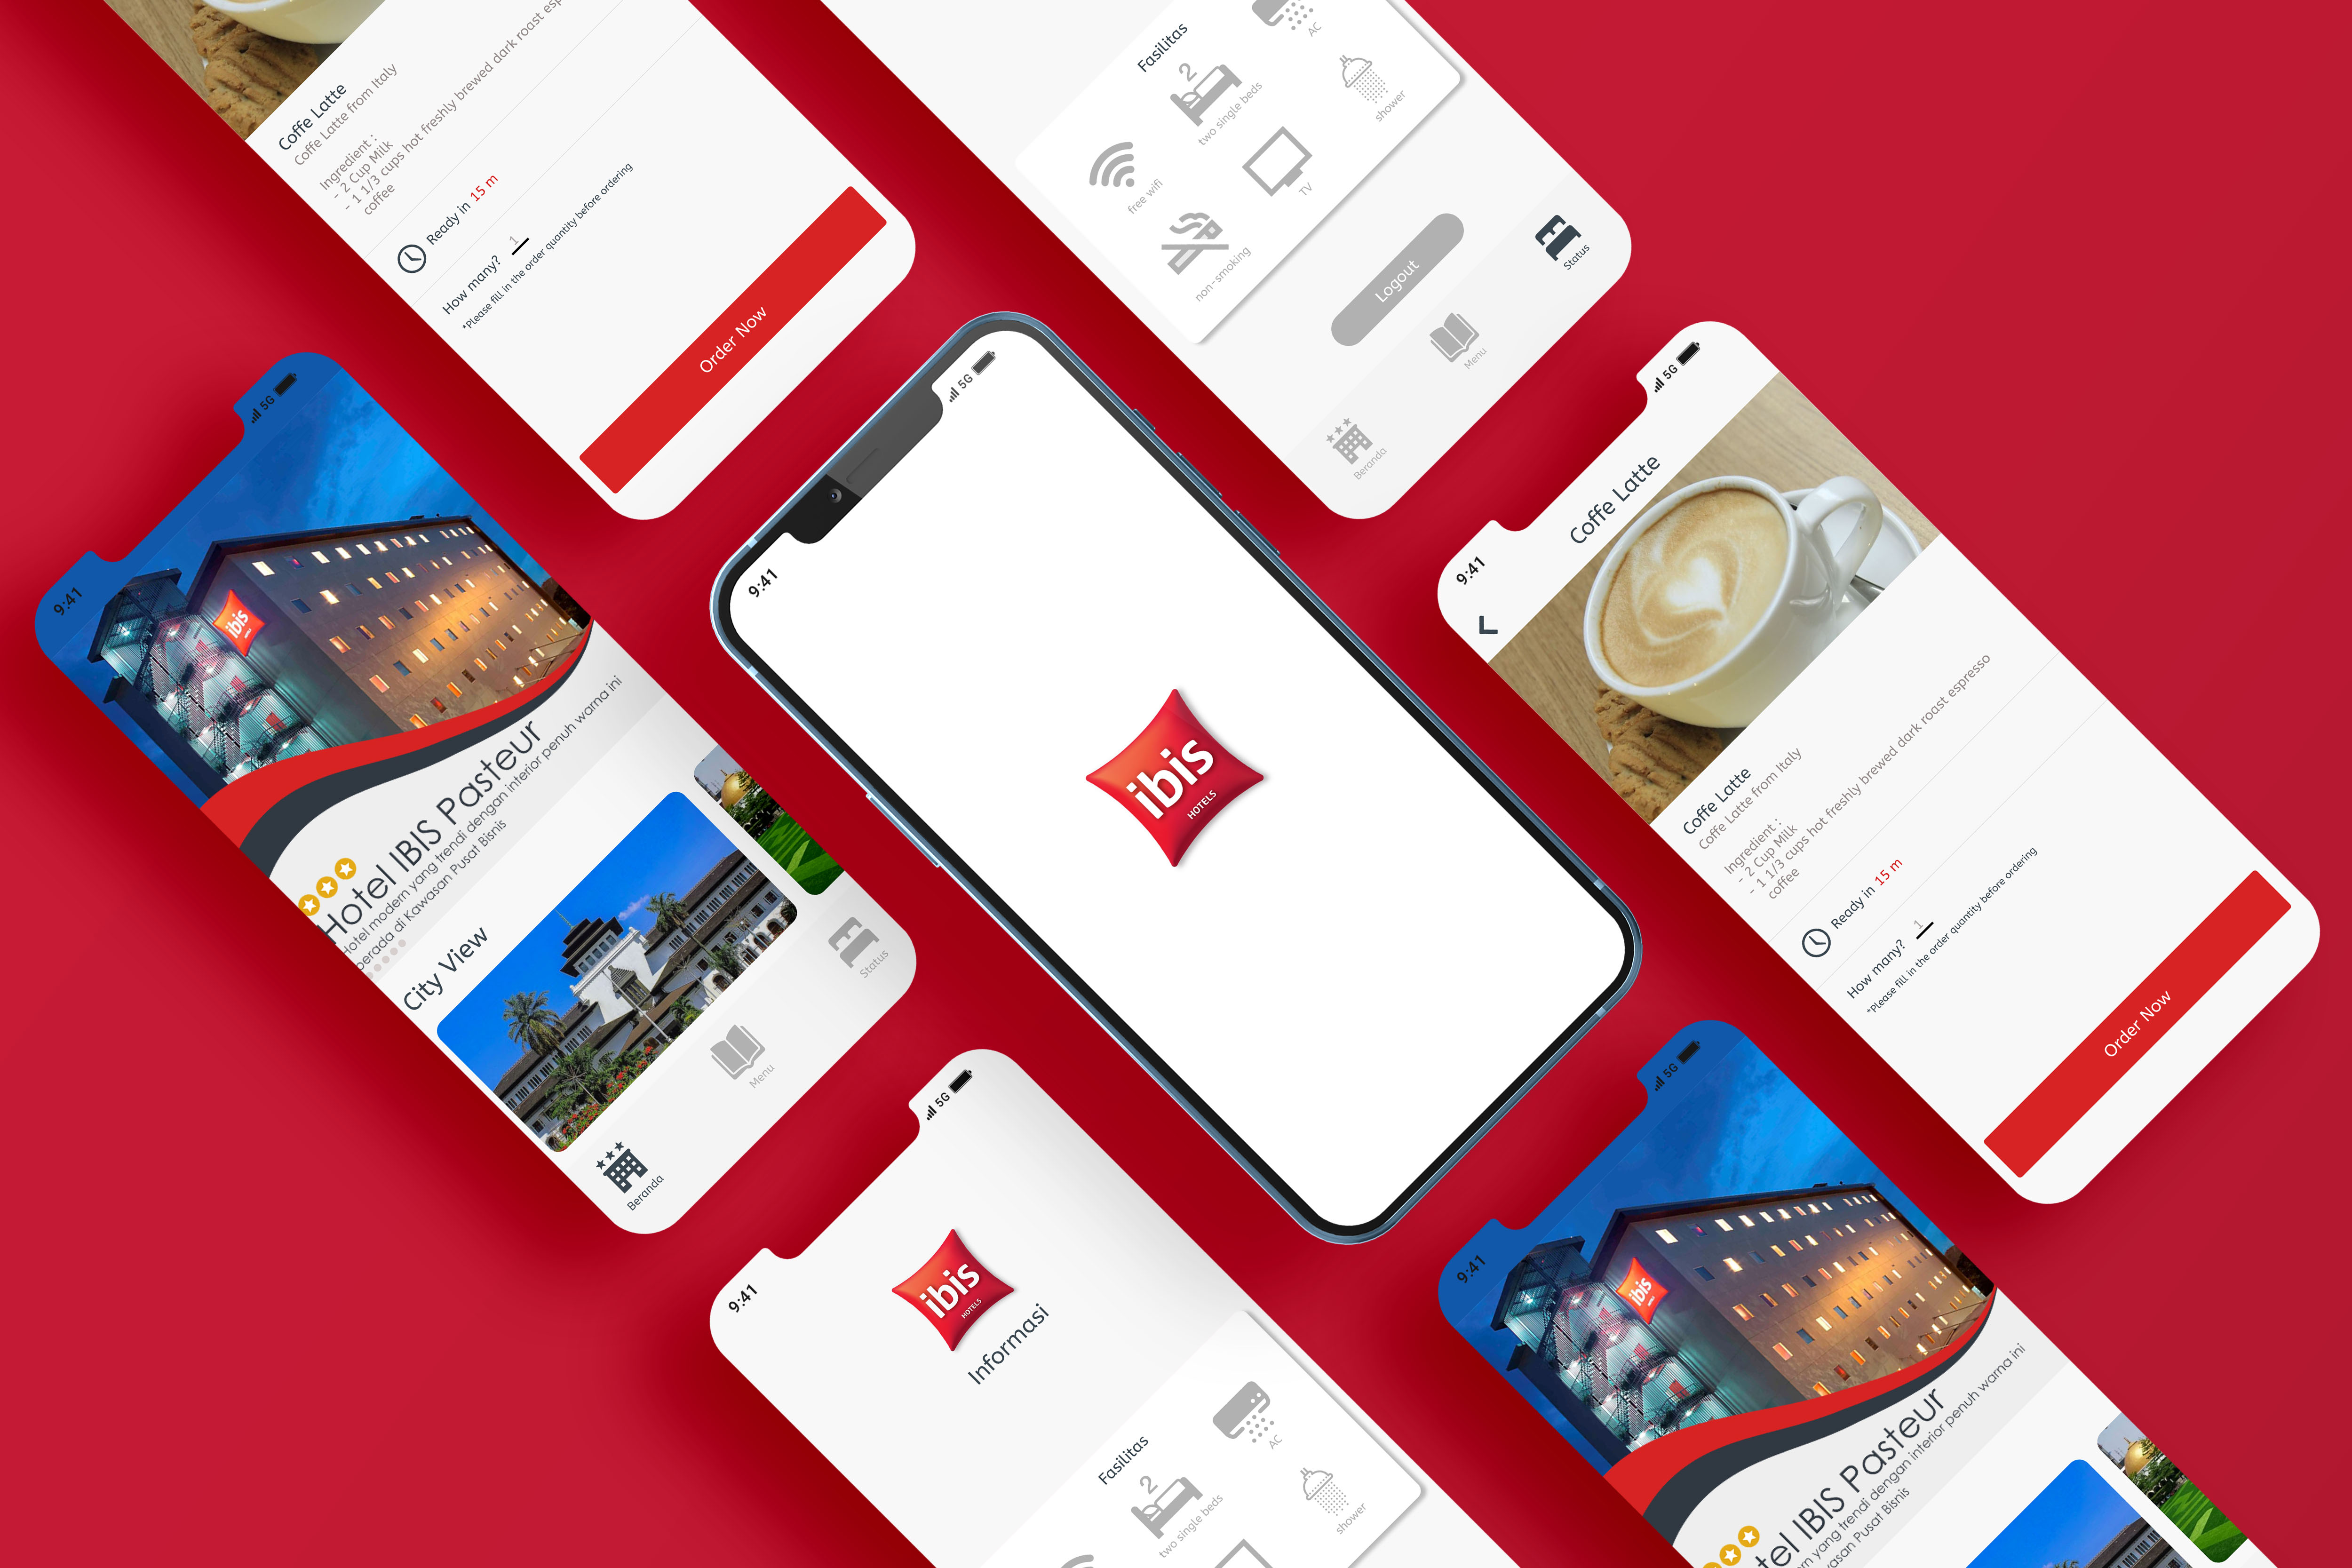 Coffe Latte
Coffe Latte from Italy
Ingredient :
- 2 Cup Milk
- 1 1/3 cups hot freshly brewed dark roast
coffee
Ready in 15 m
How many? 1
*Please fill in the order quantity before ordering
Order Now
Fasilitas
AC
2
two single beds
shower
free wifi
TV
non-smoking
Logout
Beranda
Menu
Status
9:41
5G
ibis
Hotel IBIS Pasteur
Hotel modern yang trendi dengan interior penuh warna ini
berada di Kawasan Pusat Bisnis
City View
Beranda
Menu
Status
9:41
5G
ibis
HOTELS
9:41
5G
Coffe Latte
Coffe Latte
Coffe Latte from Italy
Ingredient :
- 2 Cup Milk
- 1 1/3 cups hot freshly brewed dark roast espresso
coffee
Ready in 15 m
How many? 1
*Please fill in the order quantity before ordering
Order Now
9:41
5G
ibis
HOTELS
Informasi
Fasilitas
AC
2
two single beds
shower
9:41
5G
ibis
IBIS Pasteur
yang trendi dengan interior penuh warna ini
Pusat Bisnis